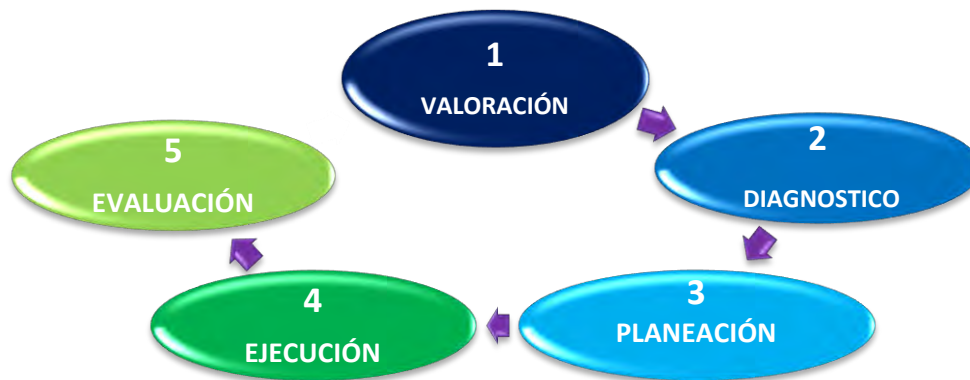 1
VALORACIÓN
2
DIAGNOSTICO
3
PLANEACIÓN
4
EJECUCIÓN
5
EVALUACIÓN